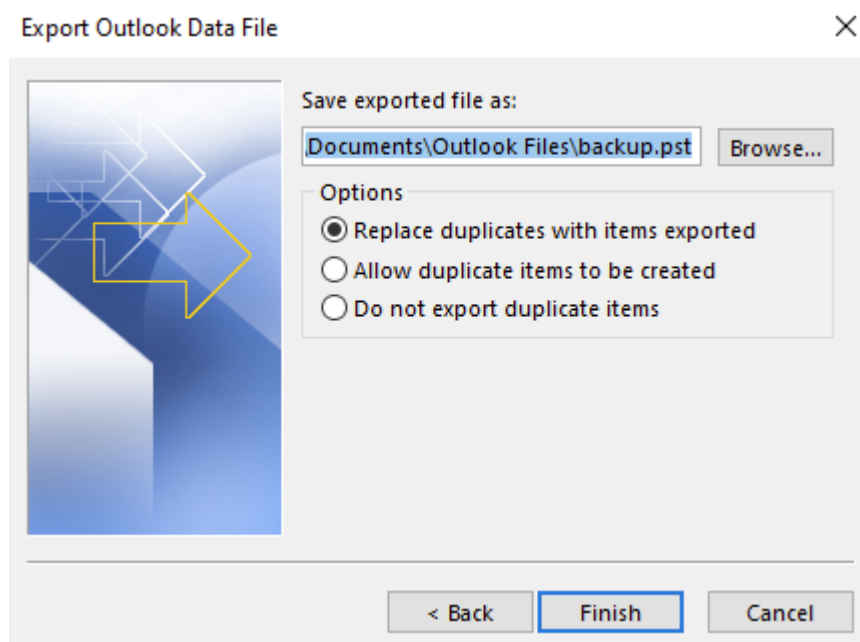 Export Outlook Data File
Save exported file as:
\Documents\Outlook Files\backup.pst
Browse...
Options
Replace duplicates with items exported
Allow duplicate items to be created
Do not export duplicate items
< Back
Finish
Cancel